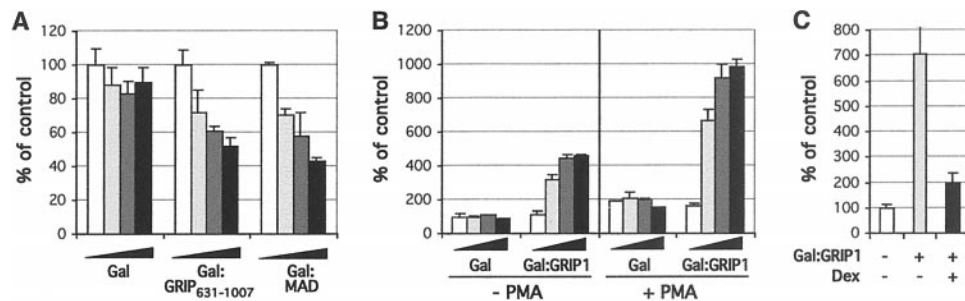 A
% of control
120
100
80
60
40
20
0
Gal
Gal:
GRIP631-1007
Gal:
MAD
B
% of control
1200
1000
800
600
400
200
0
Gal
Gal:GRIP1
Gal
Gal:GRIP1
- PMA
+ PMA
C
% of control
800
700
600
500
400
300
200
100
0
Gal:GRIP1 - + +
Dex - - +